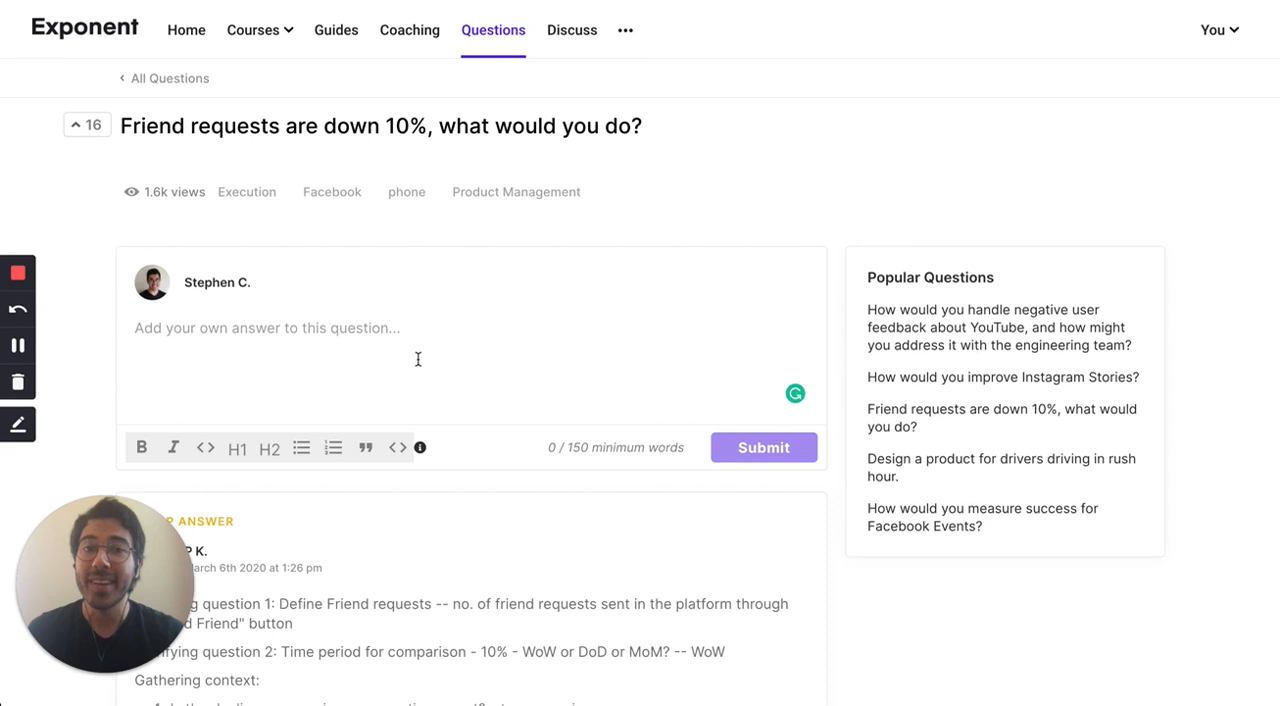 Exponent
Home
Courses
Guides
Coaching
Questions
Discuss
You
All Questions
16
Friend requests are down 10%, what would you do?
1.6k views
Execution
Facebook
phone
Product Management
Stephen C.
Add your own answer to this question...
B I <> H1 H2 <>
0 / 150 minimum words
Submit
Popular Questions
How would you handle negative user
feedback about YouTube, and how might
you address it with the engineering team?
How would you improve Instagram Stories?
Friend requests are down 10%, what would
you do?
Design a product for drivers driving in rush
hour.
How would you measure success for
Facebook Events?
ANSWER
K.
6th 2020 at 1:26 pm
question 1: Define Friend requests -- no. of friend requests sent in the platform through
Friend" button
question 2: Time period for comparison - 10% - WoW or DoD or MoM? -- WoW
Gathering context: